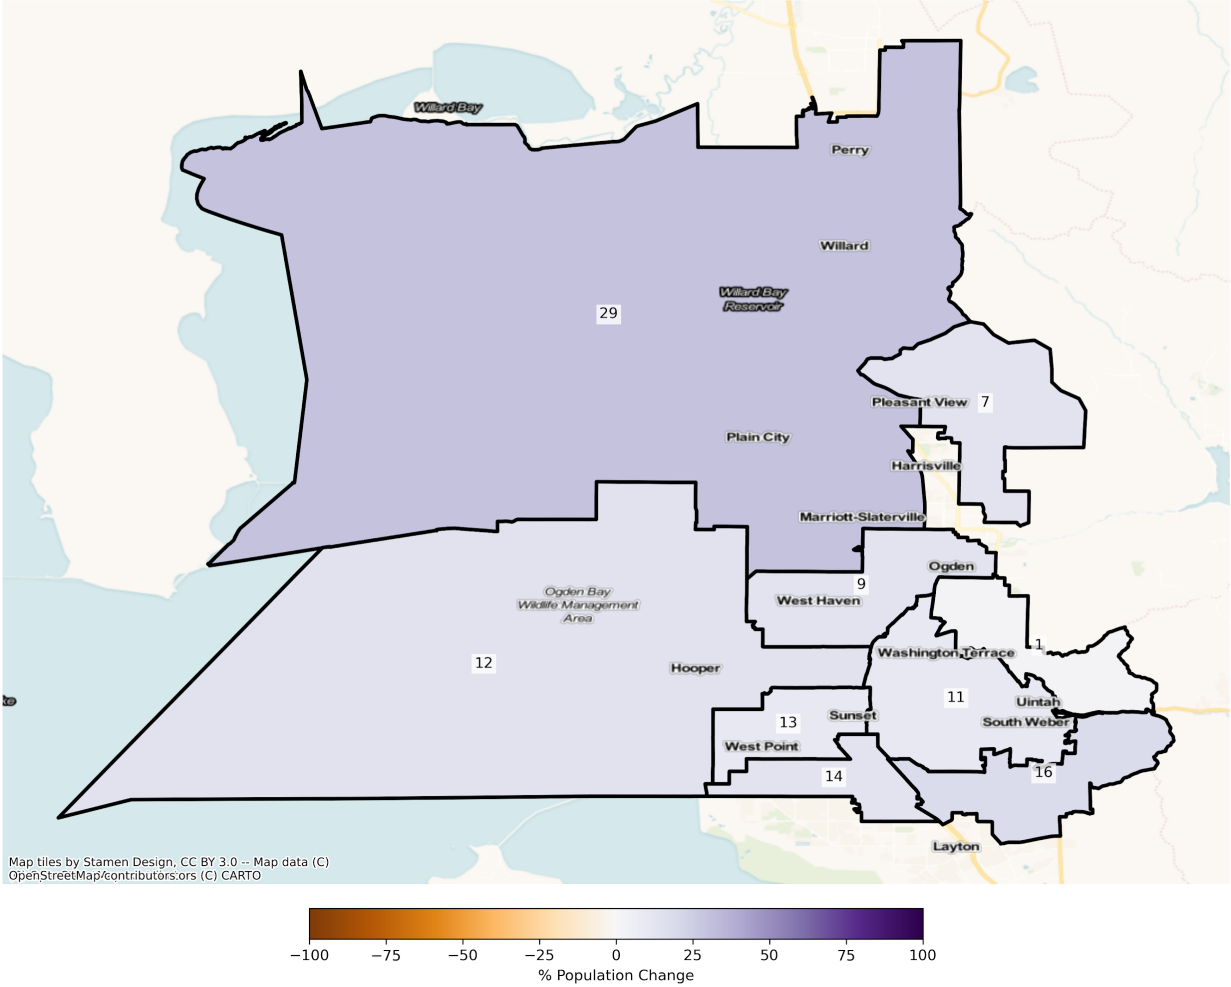 Willard Bay
Perry
Willard
Willard Bay
Reservoir
29
Pleasant View
7
Plain City
Harrisville
Marriott-Slaterville
Ogden
9
Ogden Bay
Wildlife Management
Area
West Haven
1
Washington Terrace
12
Hooper
11
Uintah
13
Sunset
South Weber
West Point
16
14
ke
Layton
Map tiles by Stamen Design, CC BY 3.0 -- Map data (C)
OpenStreetMap contributors
(C) CARTO
−100
−75
−50
−25
0
25
50
75
100
% Population Change